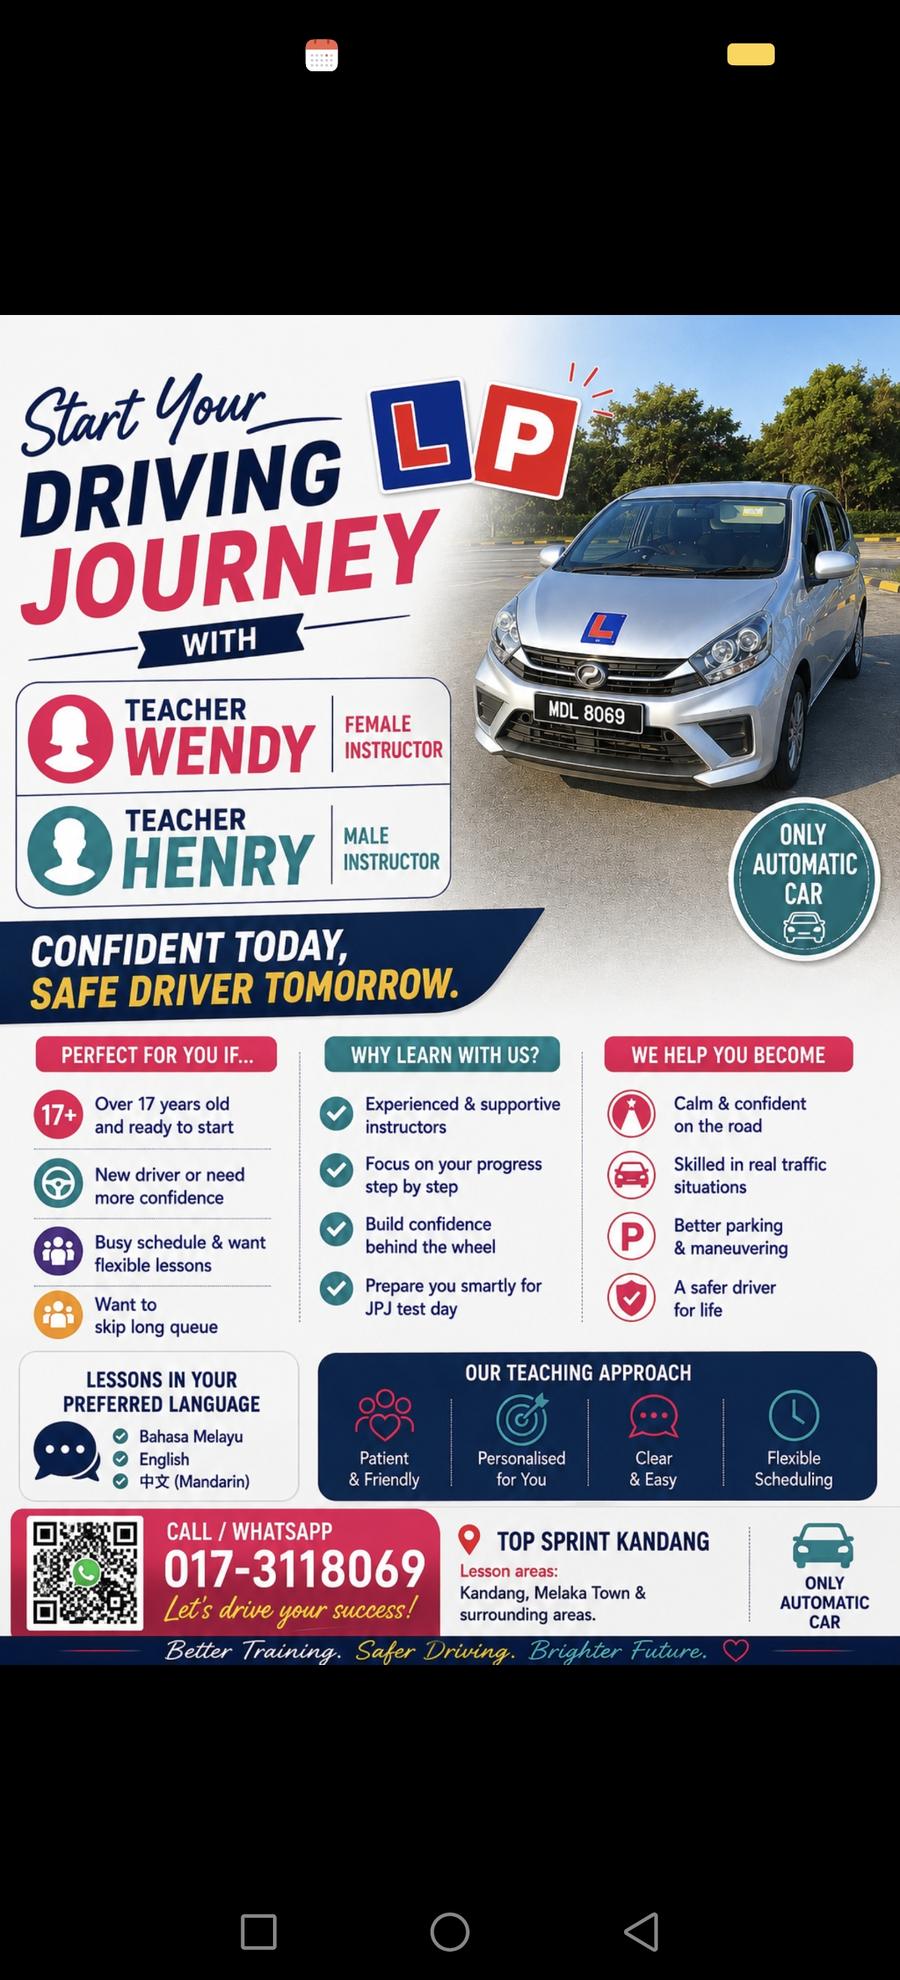 Start Your
DRIVING
JOURNEY
WITH
L
P
TEACHER
WENDY
FEMALE
INSTRUCTOR
TEACHER
HENRY
MALE
INSTRUCTOR
L
MDL 8069
ONLY
AUTOMATIC
CAR
CONFIDENT TODAY,
SAFE DRIVER TOMORROW.
PERFECT FOR YOU IF...
17+
Over 17 years old
and ready to start
New driver or need
more confidence
Busy schedule & want
flexible lessons
Want to
skip long queue
WHY LEARN WITH US?
Experienced & supportive
instructors
Focus on your progress
step by step
Build confidence
behind the wheel
Prepare you smartly for
JPJ test day
WE HELP YOU BECOME
Calm & confident
on the road
Skilled in real traffic
situations
P
Better parking
& maneuvering
A safer driver
for life
LESSONS IN YOUR
PREFERRED LANGUAGE
Bahasa Melayu
English
中文 (Mandarin)
OUR TEACHING APPROACH
Patient
& Friendly
Personalised
for You
Clear
& Easy
Flexible
Scheduling
CALL / WHATSAPP
017-3118069
Let's drive your success!
TOP SPRINT KANDANG
Lesson areas:
Kandang, Melaka Town &
surrounding areas.
ONLY
AUTOMATIC
CAR
Better Training. Safer Driving. Brighter Future.